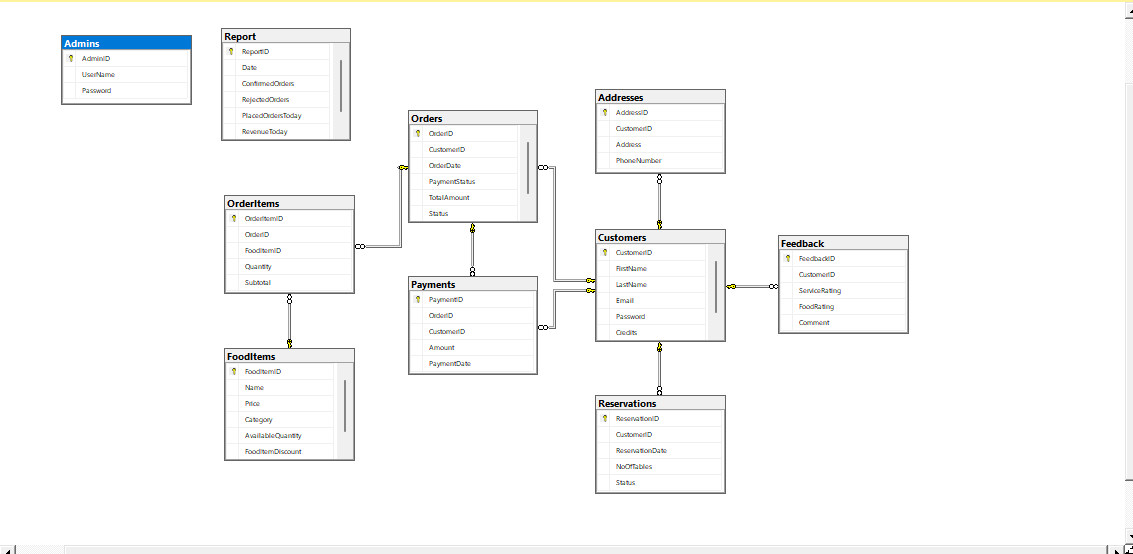 Admins
AdminID
UserName
Password
Report
ReportID
Date
ConfirmedOrders
RejectedOrders
PlacedOrdersToday
RevenueToday
Orders
OrderID
CustomerID
OrderDate
PaymentStatus
TotalAmount
Status
Addresses
AddressID
CustomerID
Address
PhoneNumber
OrderItems
OrderItemID
OrderID
FoodItemID
Quantity
Subtotal
Payments
PaymentID
OrderID
CustomerID
Amount
PaymentDate
Customers
CustomerID
FirstName
LastName
Email
Password
Credits
Feedback
FeedbackID
CustomerID
ServiceRating
FoodRating
Comment
FoodItems
FoodItemID
Name
Price
Category
AvailableQuantity
FoodItemDiscount
Reservations
ReservationID
CustomerID
ReservationDate
NoOfTables
Status